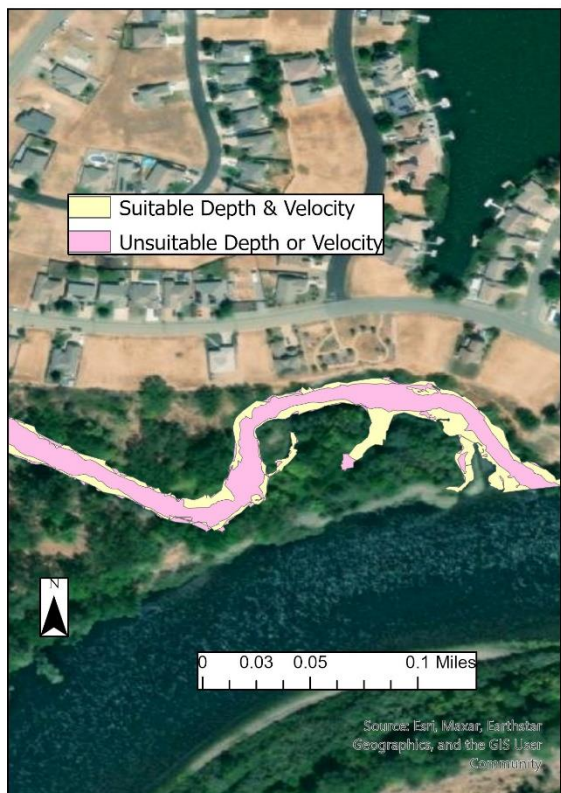 Suitable Depth & Velocity
Unsuitable Depth or Velocity
N
0 0.03 0.05 0.1 Miles
Source: Esri, Maxar, Earthstar
Geographics, and the GIS User
Community